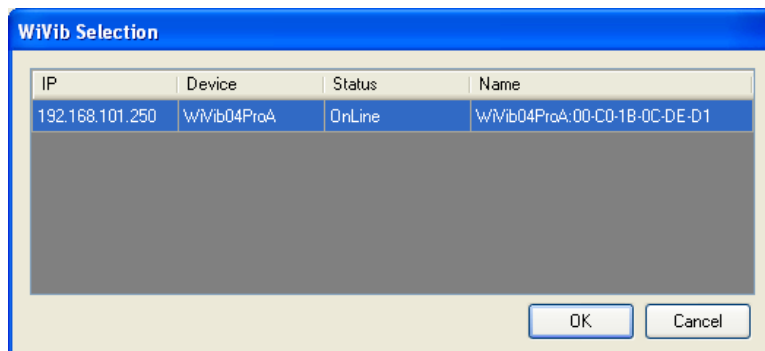 WiVib Selection
IP Device Status Name
192.168.101.250 WiVib04ProA OnLine WiVib04ProA:00-C0-1B-0C-DE-D1
OK Cancel